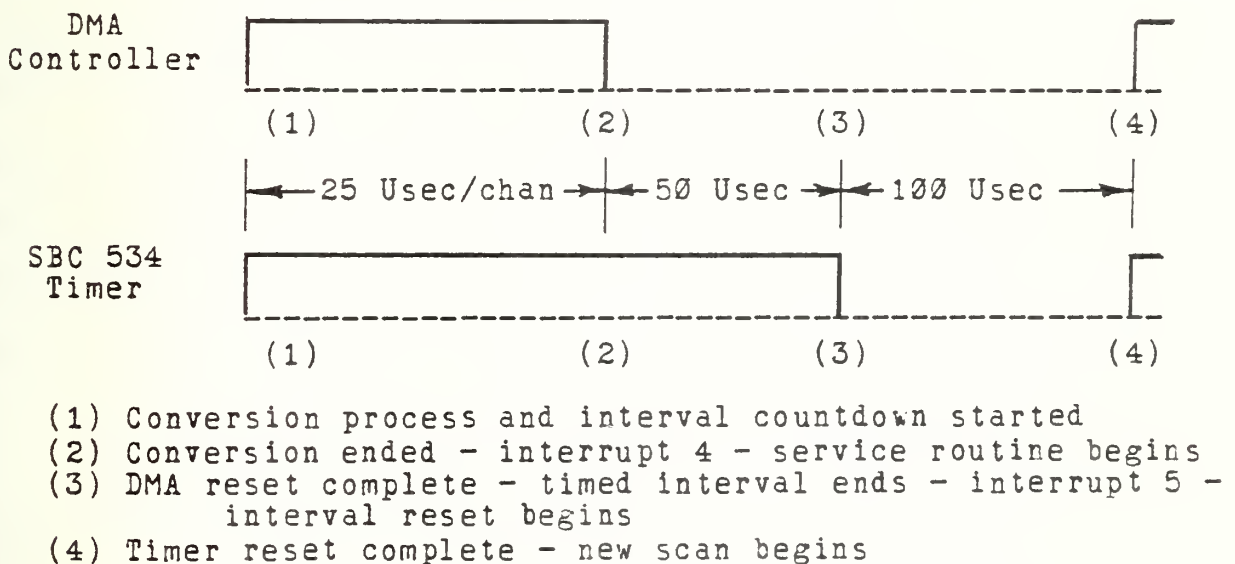 DMA
Controller
(1) (2) (3) (4)
25 Usec/chan 50 Usec 100 Usec
SBC 534
Timer
(1) (2) (3) (4)
(1) Conversion process and interval countdown started
(2) Conversion ended - interrupt 4 - service routine begins
(3) DMA reset complete - timed interval ends - interrupt 5 -
interval reset begins
(4) Timer reset complete - new scan begins